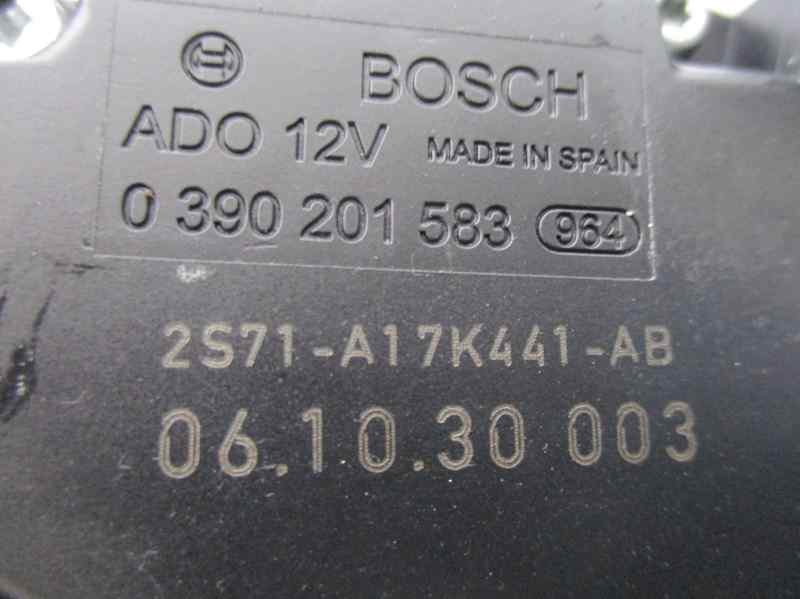 BOSCH
ADO 12V MADE IN SPAIN
0 390 201 583 964
2S71-A17K441-AB
06.10.30 003